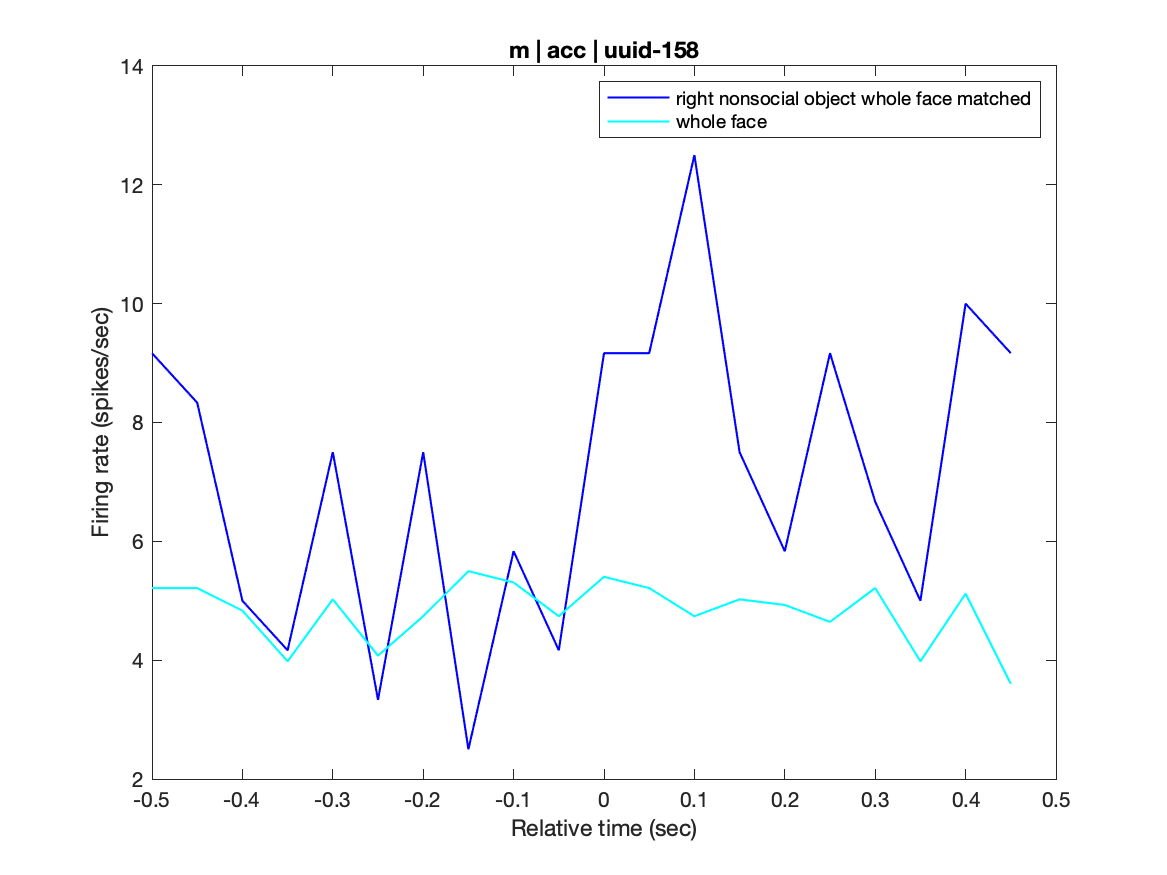 m | acc | uuid-158
14
12
10
8
6
4
2
Firing rate (spikes/sec)
right nonsocial object whole face matched
whole face
-0.5 -0.4 -0.3 -0.2 -0.1 0 0.1 0.2 0.3 0.4 0.5
Relative time (sec)